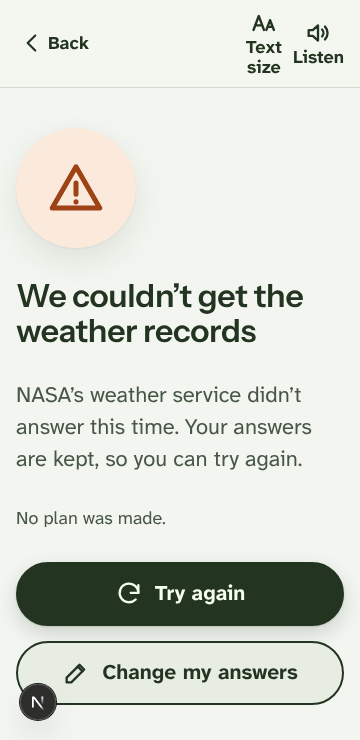 Back
Text
size
Listen
We couldn’t get the
weather records
NASA’s weather service didn’t
answer this time. Your answers
are kept, so you can try again.
No plan was made.
Try again
Change my answers
N